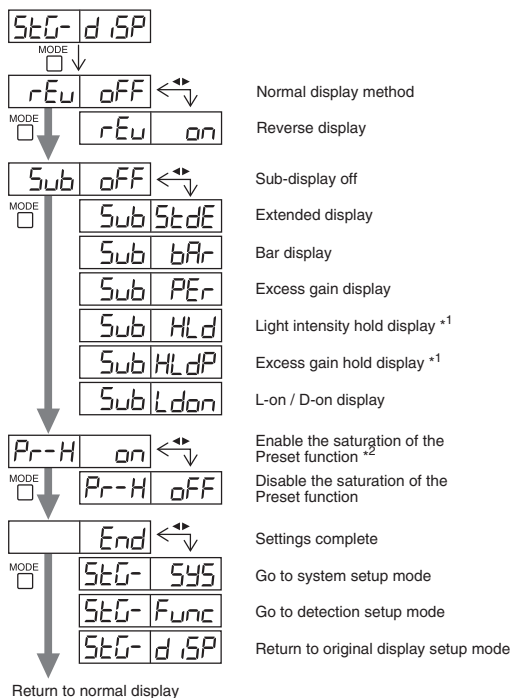 StG- diSP
MODE
rEv oFF Normal display method
MODE
rEv on Reverse display
Sub oFF Sub-display off
MODE
Sub StdE Extended display
Sub bAr Bar display
Sub PEr Excess gain display
Sub HLd Light intensity hold display *1
Sub HLdP Excess gain hold display *1
Sub Ldon L-on / D-on display
Pr-H on Enable the saturation of the
Preset function *2
MODE
Pr-H oFF Disable the saturation of the
Preset function
End Settings complete
MODE
StG- SYS Go to system setup mode
StG- Func Go to detection setup mode
StG- diSP Return to original display setup mode
Return to normal display